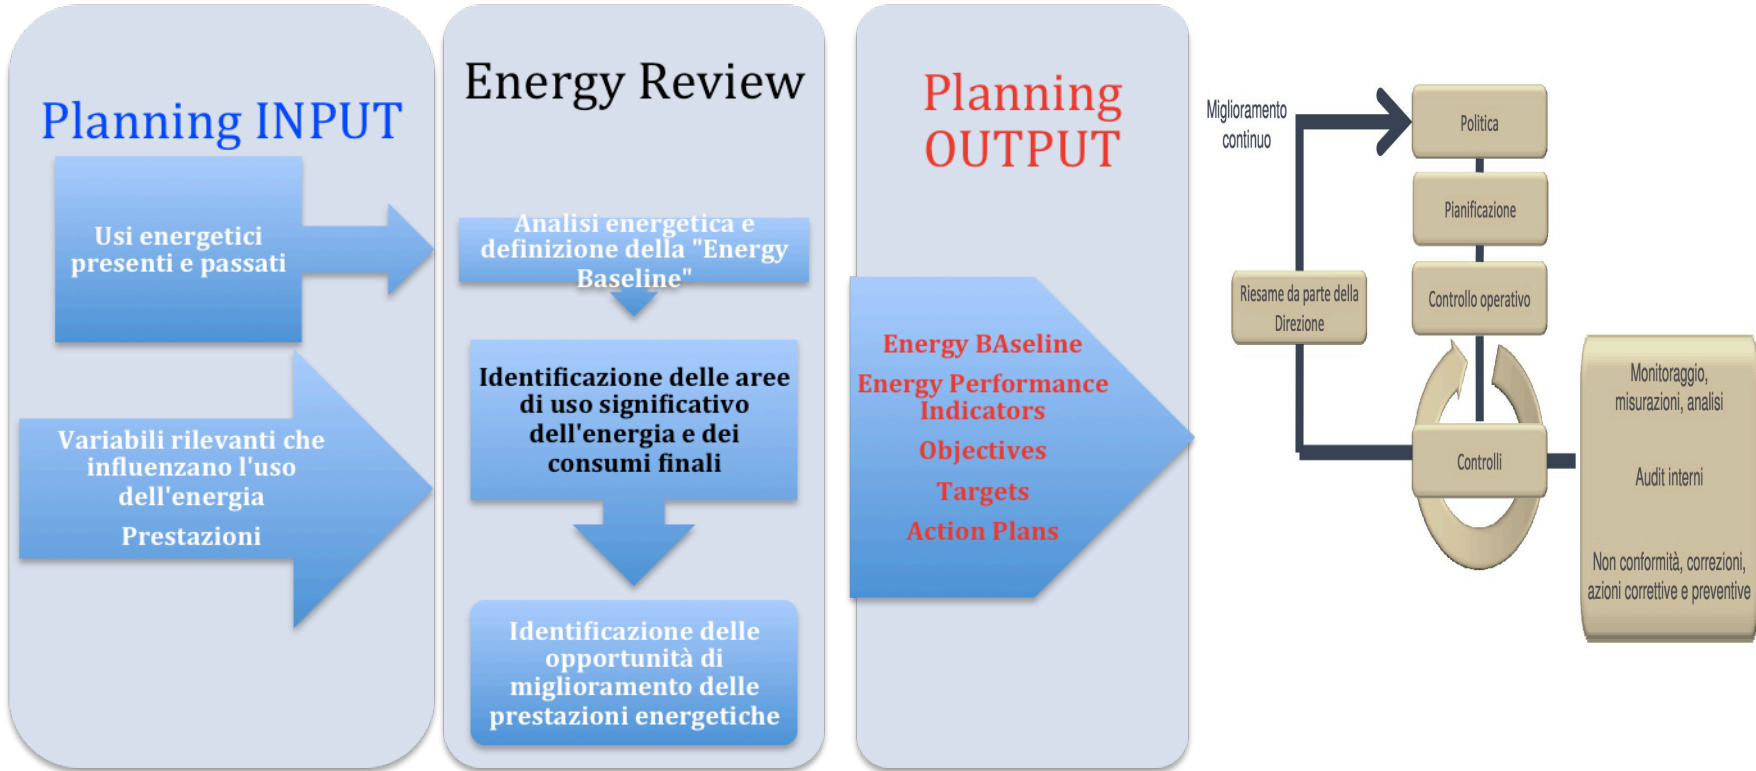 Planning INPUT
Usi energetici
presenti e passati
Variabili rilevanti che
influenzano l'uso
dell'energia
Prestazioni
Energy Review
Analisi energetica e
definizione della "Energy
Baseline"
Identificazione delle aree
di uso significativo
dell'energia e dei
consumi finali
Identificazione delle
opportunità di
miglioramento delle
prestazioni energetiche
Planning
OUTPUT
Energy BAseline
Energy Performance
Indicators
Objectives
Targets
Action Plans
Miglioramento
continuo
Politica
Pianificazione
Controllo operativo
Riesame da parte della
Direzione
Controlli
Monitoraggio,
misurazioni, analisi
Audit interni
Non conformità, correzioni,
azioni correttive e preventive